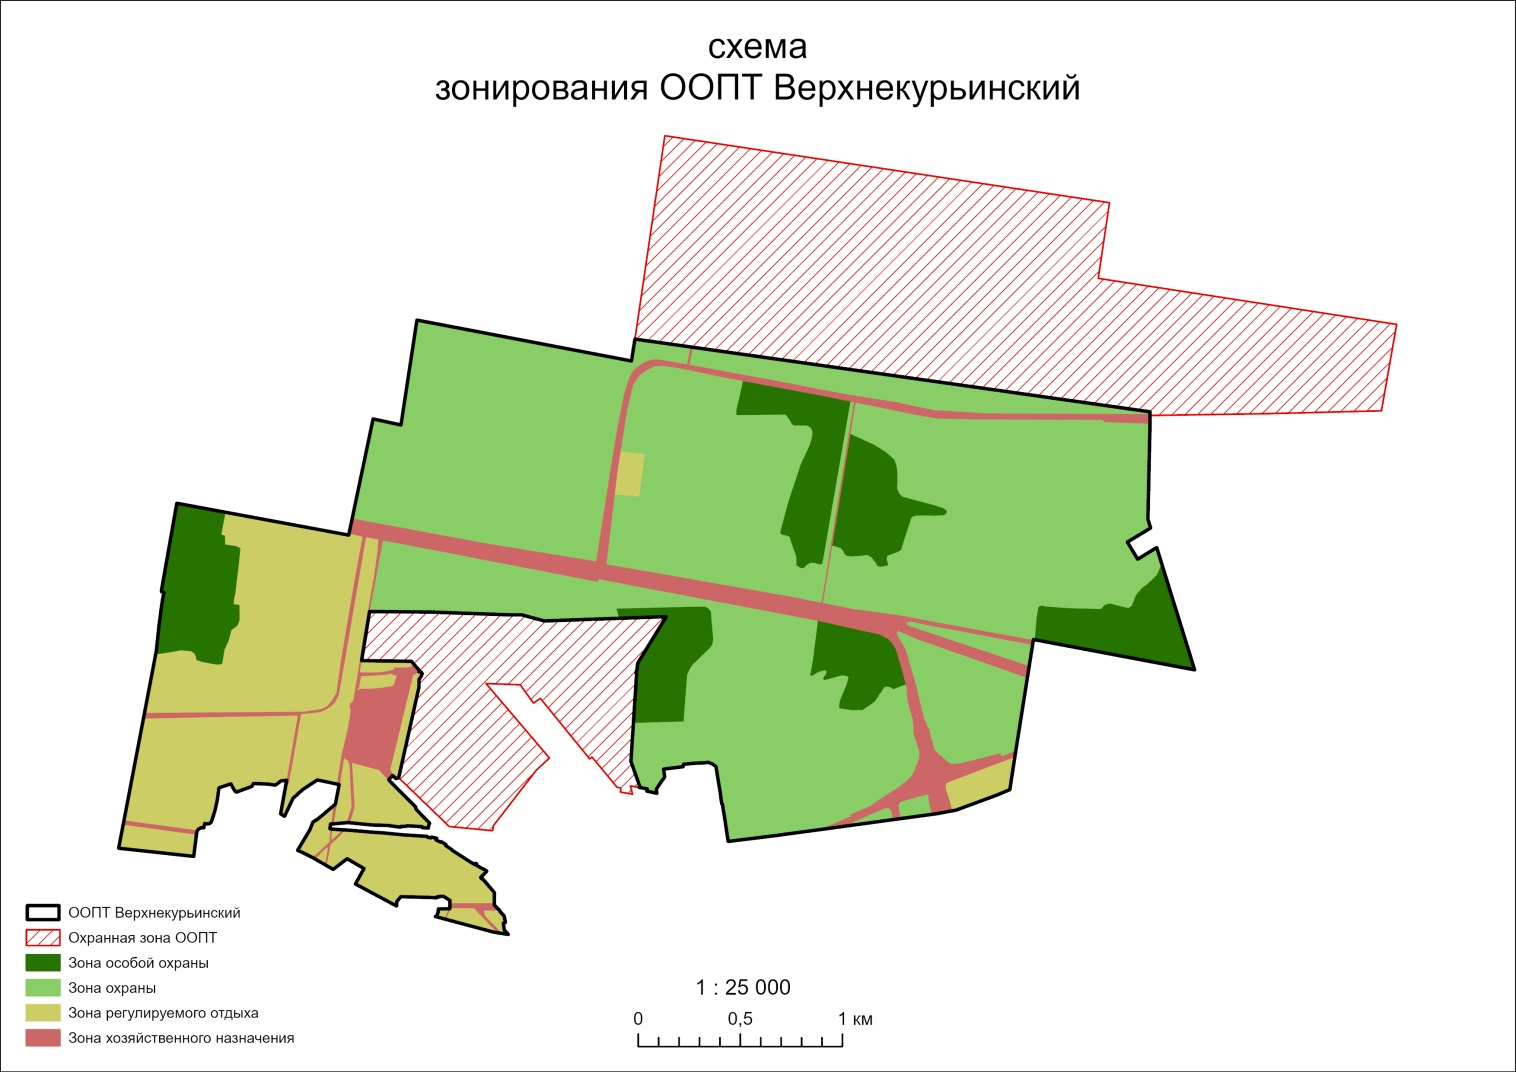 схема
зонирования ООПТ Верхнекурьинский
ООПТ Верхнекурьинский
Охранная зона ООПТ
Зона особой охраны
Зона охраны
Зона регулируемого отдыха
Зона хозяйственного назначения
1 : 25 000
0 0,5 1 км